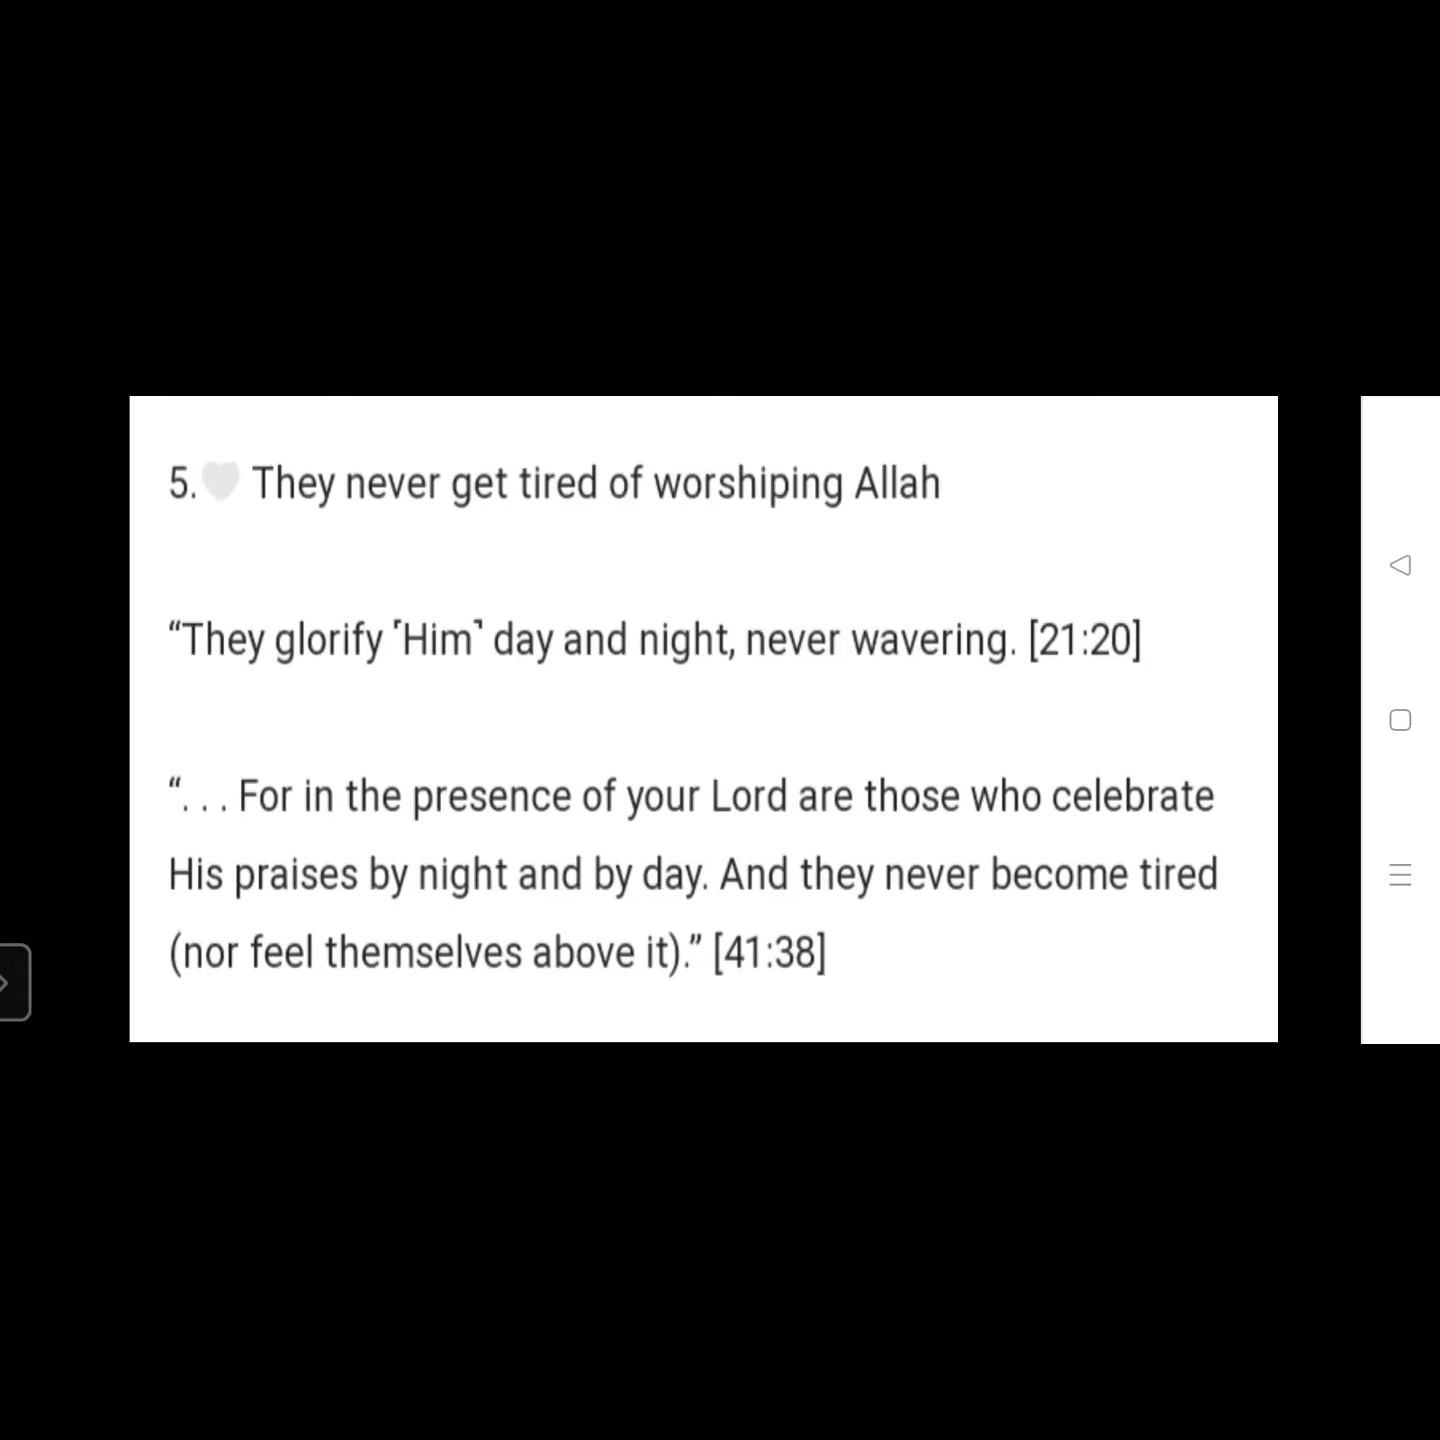 5.🤍 They never get tired of worshiping Allah
“They glorify ˹Him˺ day and night, never wavering. [21:20]
“. . . For in the presence of your Lord are those who celebrate
His praises by night and by day. And they never become tired
(nor feel themselves above it).” [41:38]